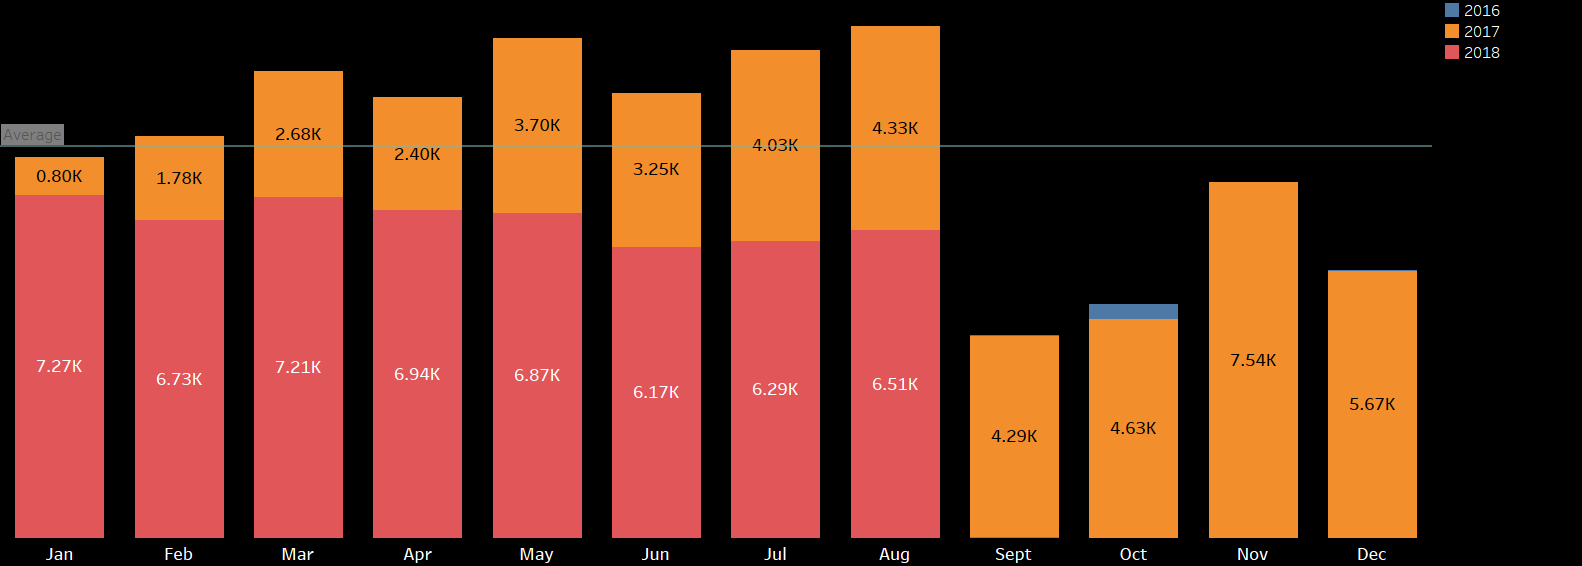 2016
2017
2018
Average
0.80K
1.78K
2.68K
2.40K
3.70K
3.25K
4.03K
4.33K
7.27K
6.73K
7.21K
6.94K
6.87K
6.17K
6.29K
6.51K
4.29K
4.63K
7.54K
5.67K
Jan Feb Mar Apr May Jun Jul Aug Sept Oct Nov Dec